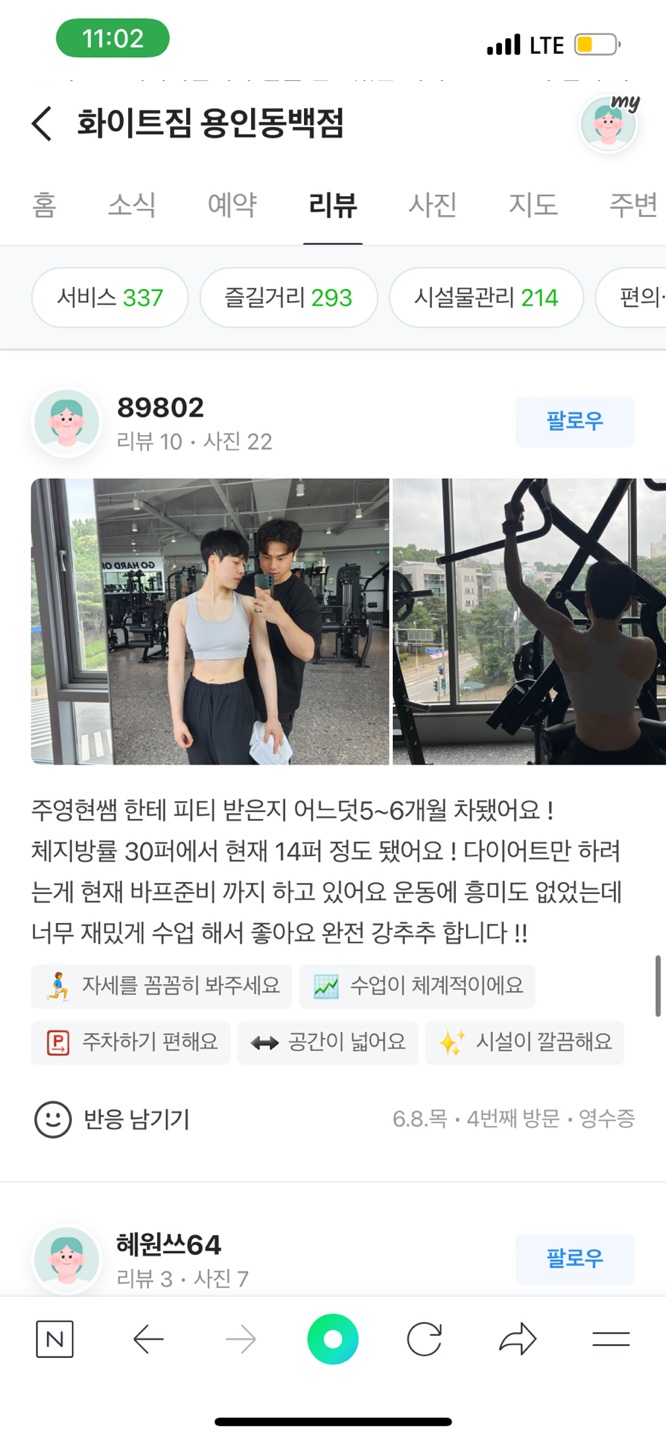 11:02
LTE
화이트짐 용인동백점
my
홈 소식 예약 리뷰 사진 지도 주변
서비스 337 즐길거리 293 시설물관리 214 편의·
89802
리뷰 10 · 사진 22
팔로우
GO HARD OR
주영현쌤 한테 피티 받은지 어느덧5~6개월 차됐어요 !
체지방률 30퍼에서 현재 14퍼 정도 됐어요 ! 다이어트만 하려
는게 현재 바프준비 까지 하고 있어요 운동에 흥미도 없었는데
너무 재밌게 수업 해서 좋아요 완전 강추추 합니다 !!
자세를 꼼꼼히 봐주세요 수업이 체계적이에요
P 주차하기 편해요 공간이 넓어요 시설이 깔끔해요
반응 남기기 6.8.목 · 4번째 방문 · 영수증
혜원쓰64
리뷰 3 · 사진 7
팔로우
N